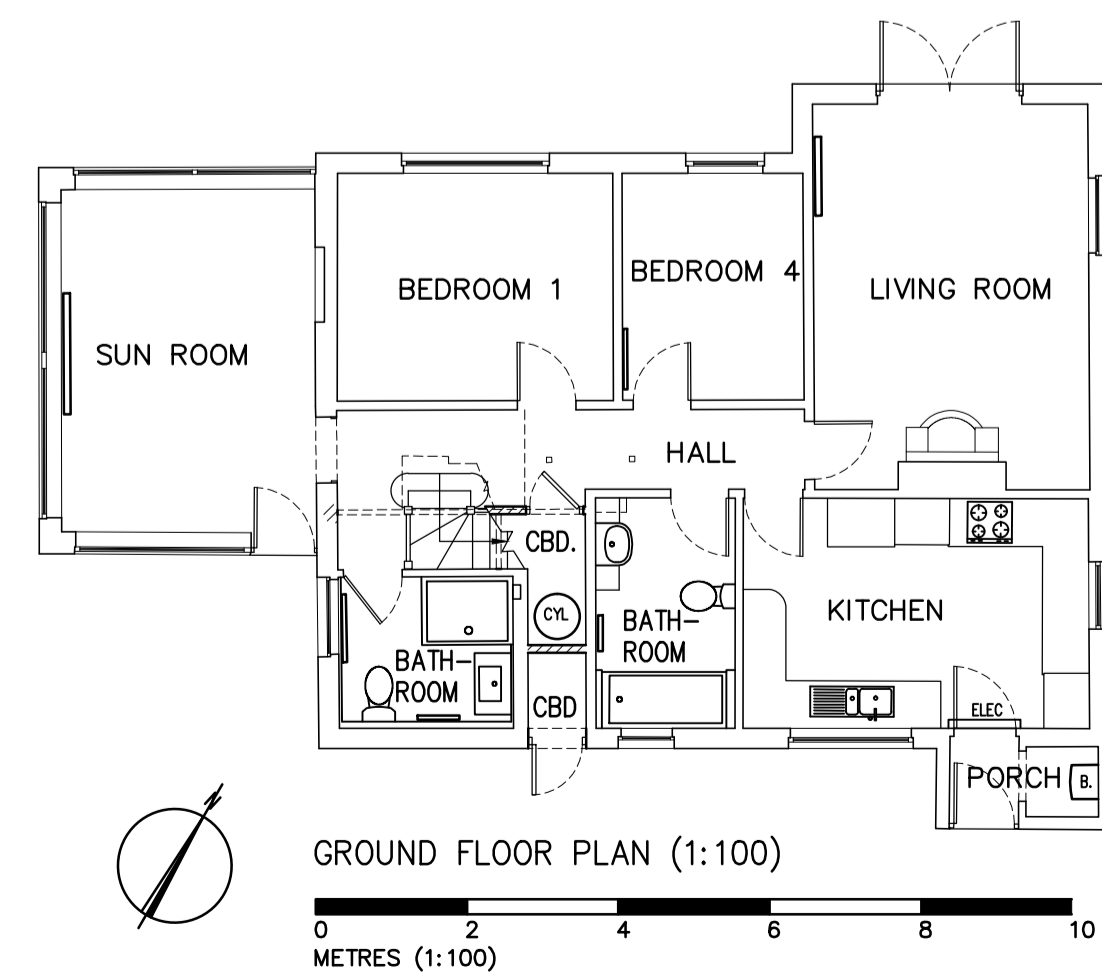 BEDROOM 1
BEDROOM 4
LIVING ROOM
SUN ROOM
HALL
CBD.
CYL
BATH-
ROOM
KITCHEN
BATH-
ROOM
CBD
ELEC
PORCH
B.
N
GROUND FLOOR PLAN (1:100)
0 2 4 6 8 10
METRES (1:100)